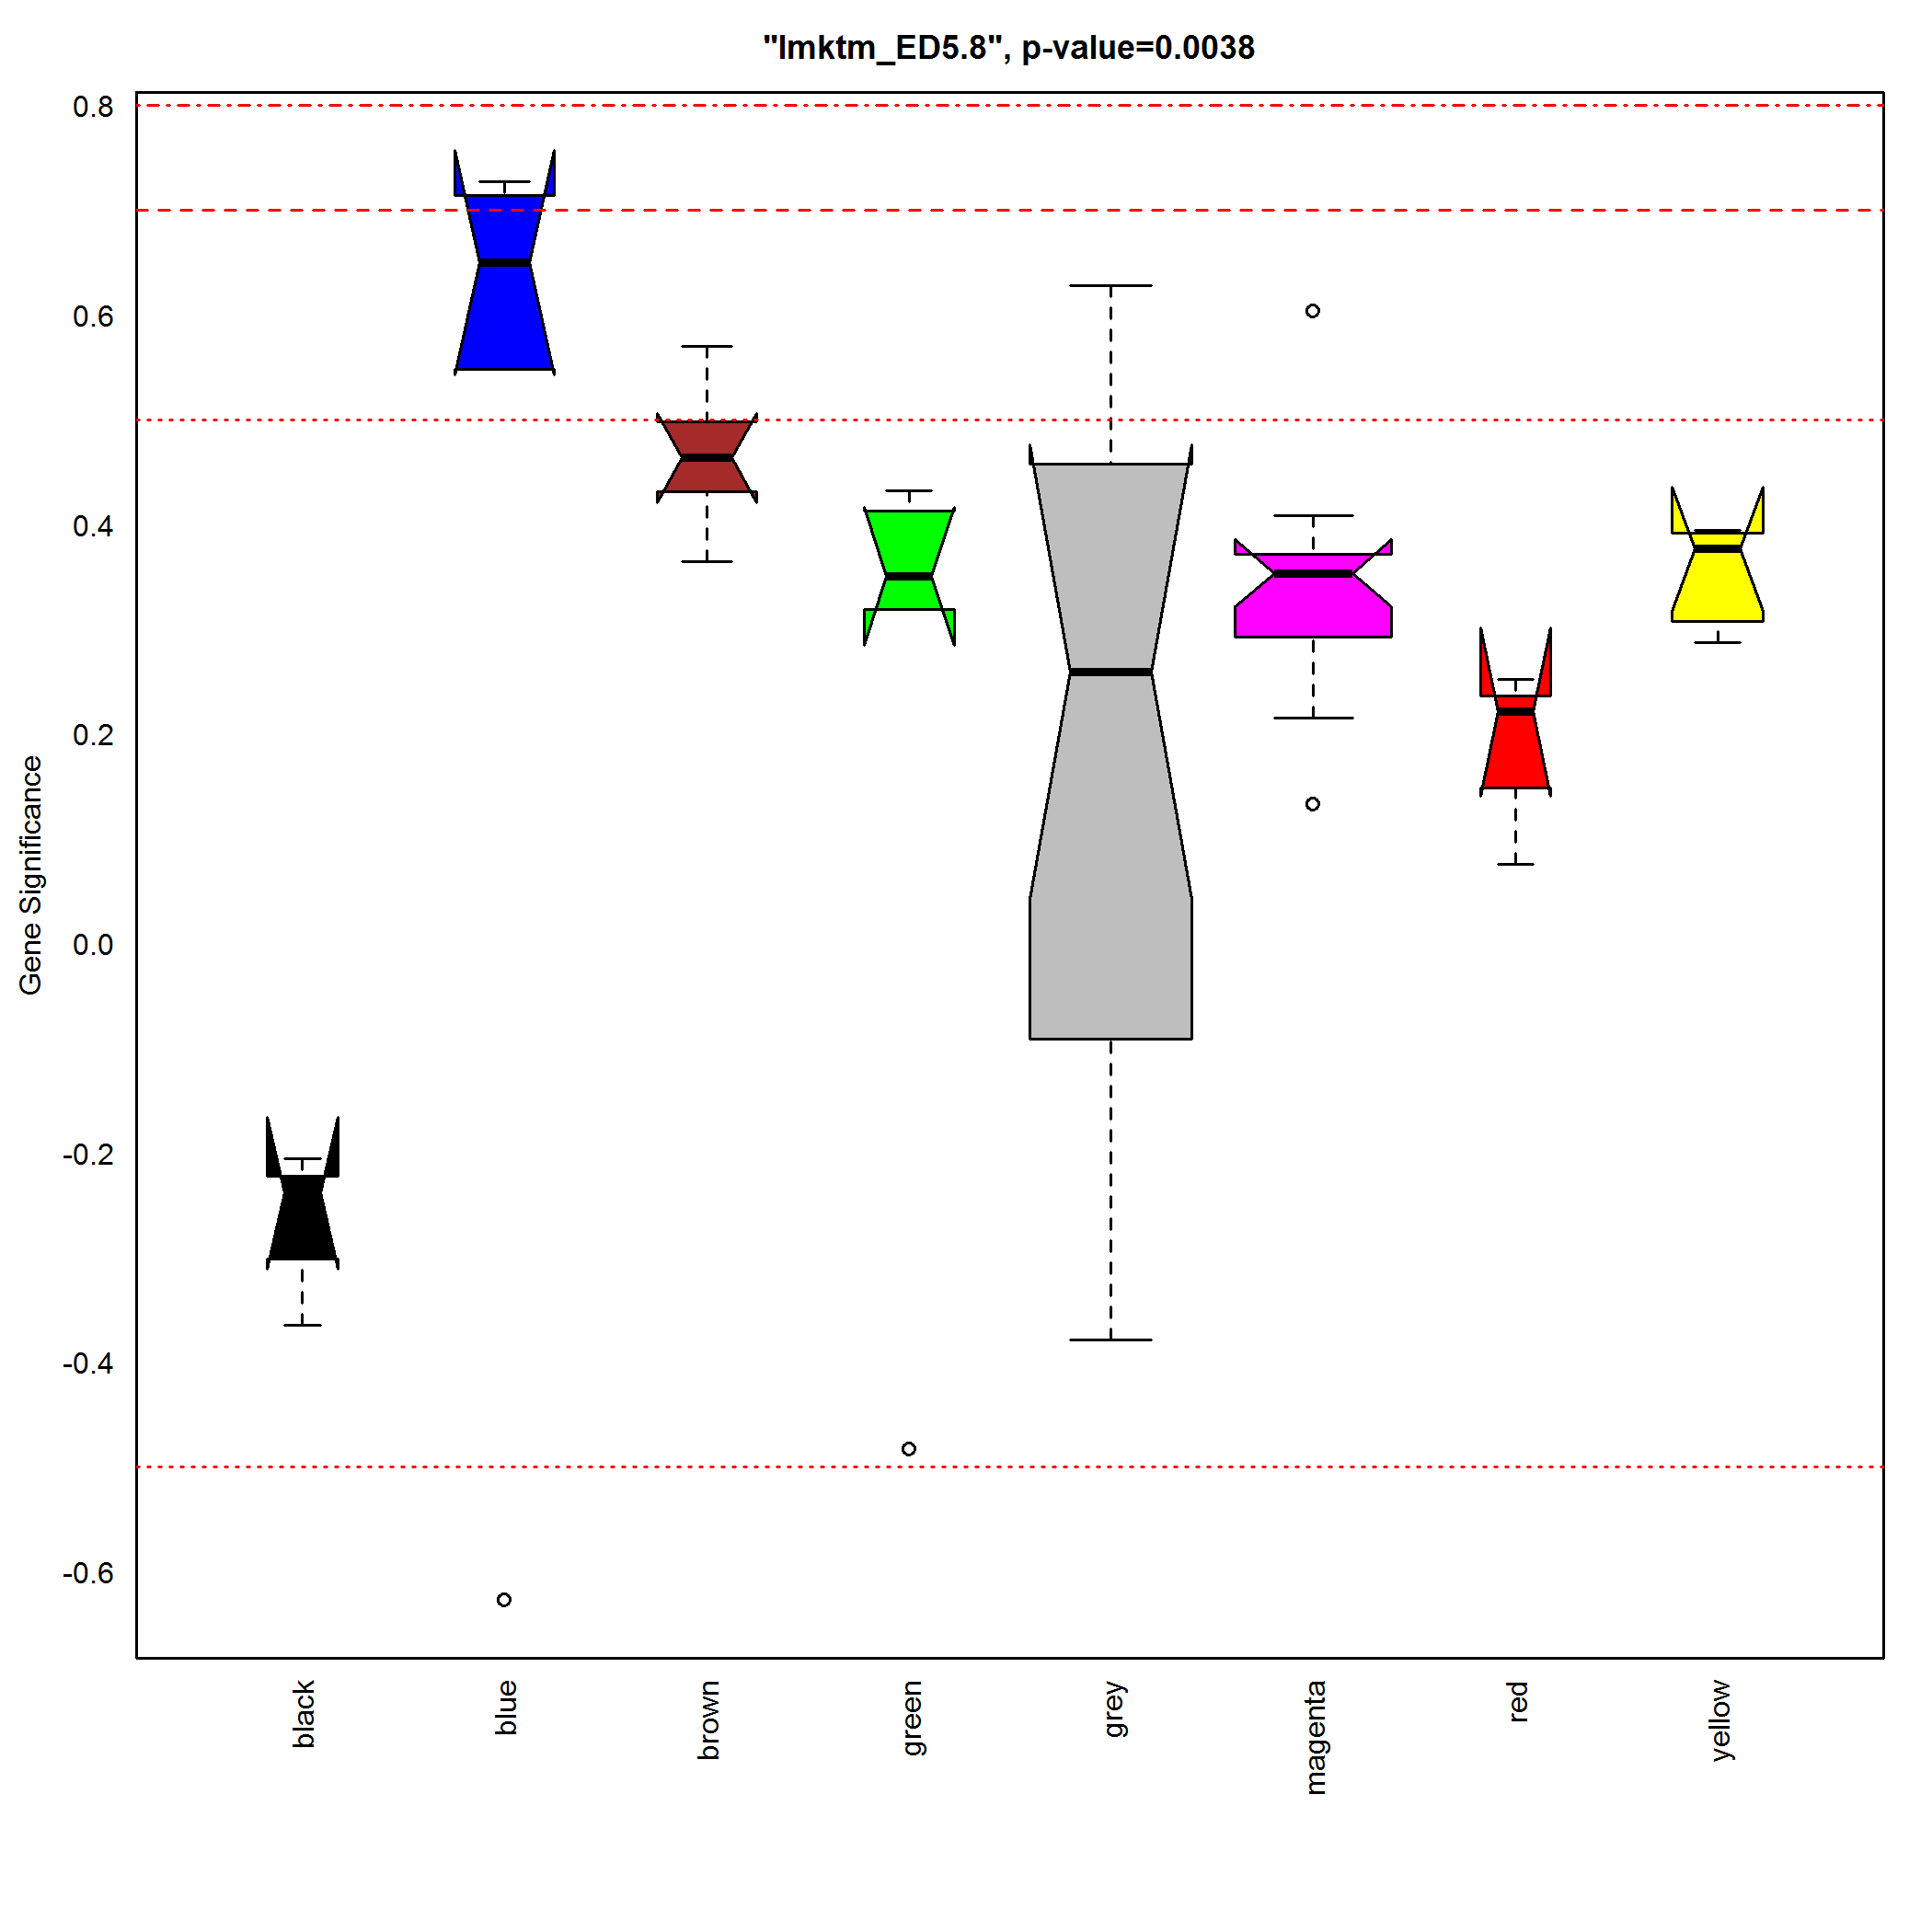 "lmktm_ED5.8", p-value=0.0038
0.8
0.6
0.4
0.2
0.0
-0.2
-0.4
-0.6
Gene Significance
black
blue
brown
green
grey
magenta
red
yellow